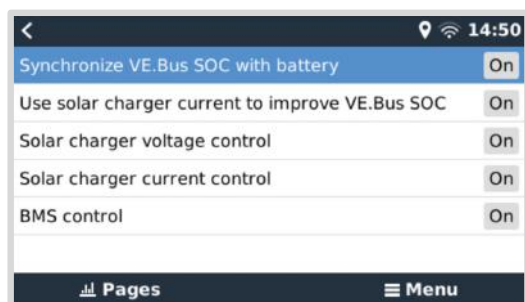 14:50
Synchronize VE.Bus SOC with battery On
Use solar charger current to improve VE.Bus SOC On
Solar charger voltage control On
Solar charger current control On
BMS control On
Pages Menu